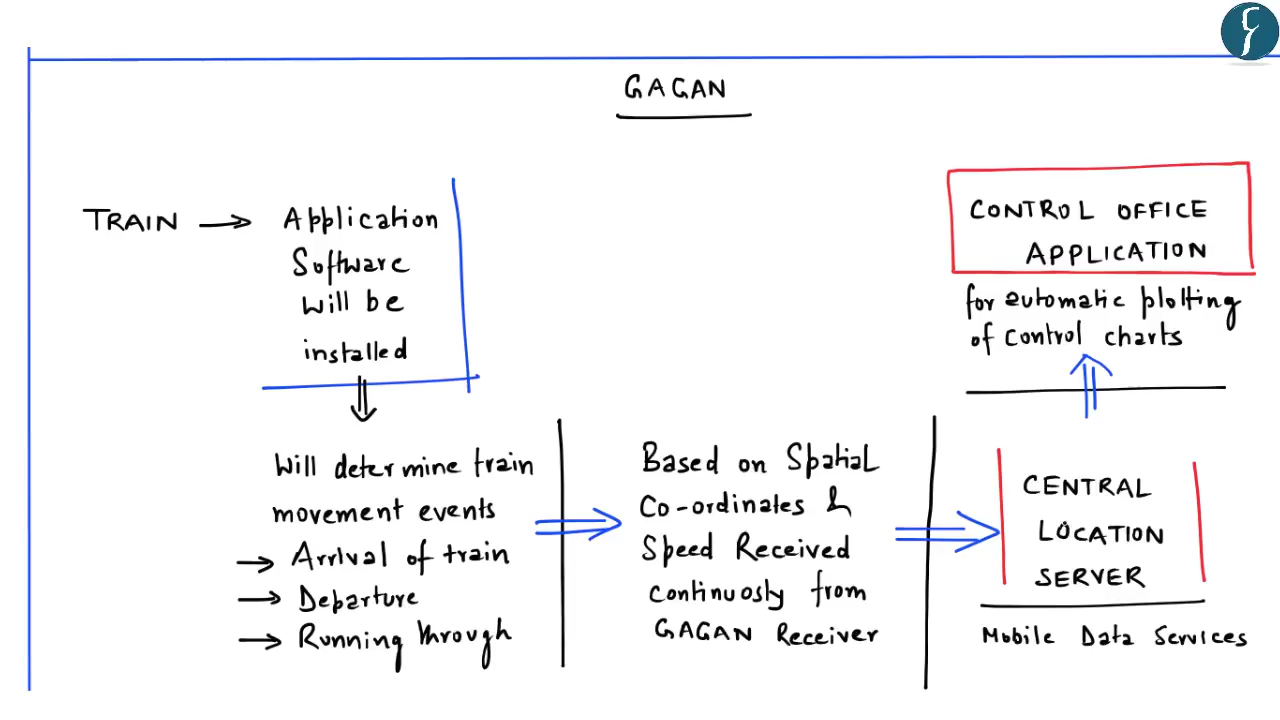 GAGAN
TRAIN → Application
Software
will be
installed
Will determine train
movement events
→ Arrival of train
→ Departure
→ Running through
Based on Spatial
Co-ordinates &
Speed Received
continuosly from
GAGAN Receiver
CENTRAL
LOCATION
SERVER
Mobile Data Services
CONTROL OFFICE
APPLICATION
for automatic plotting
of control charts